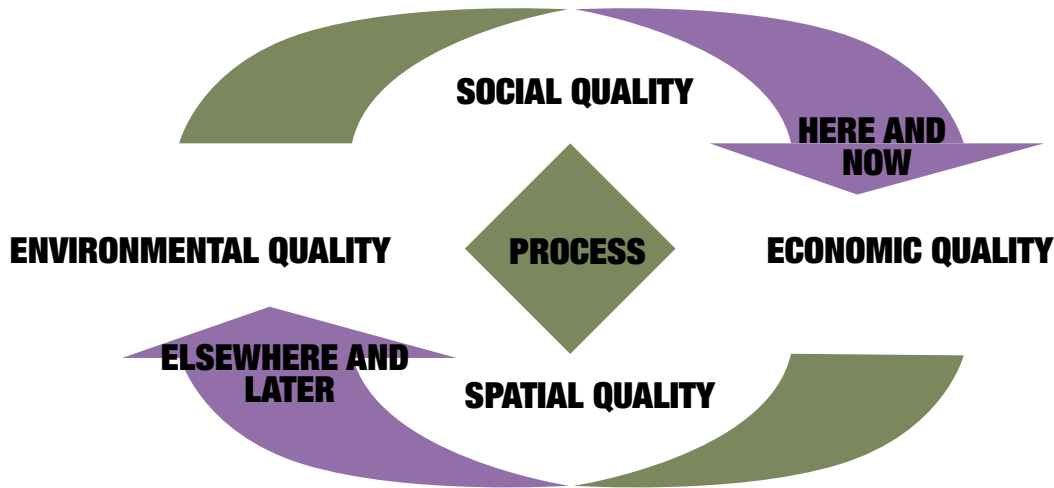 SOCIAL QUALITY
HERE AND
NOW
ENVIRONMENTAL QUALITY
PROCESS
ECONOMIC QUALITY
ELSEWHERE AND
LATER
SPATIAL QUALITY